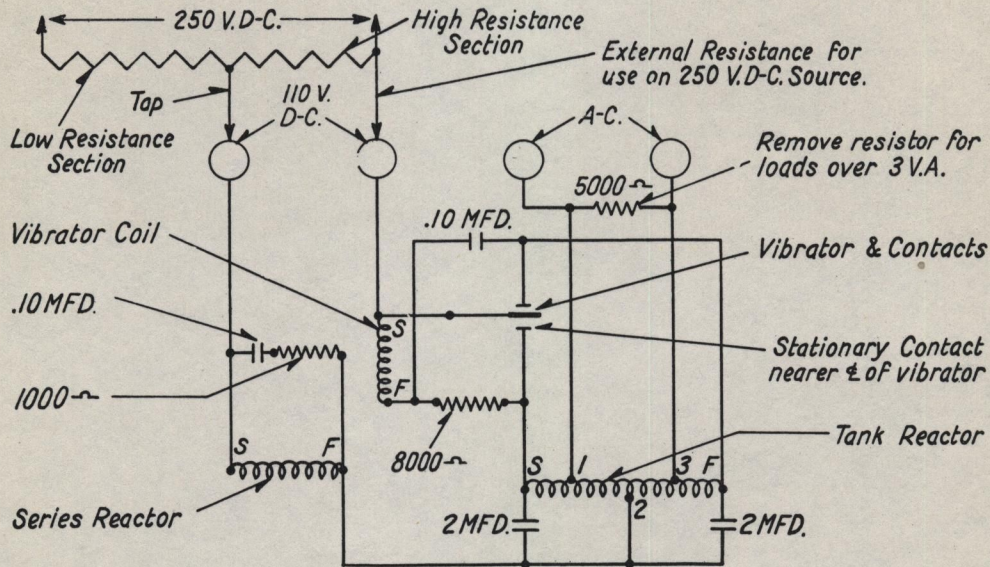 250 V. D-C.
High Resistance
Section
External Resistance for
use on 250 V.D-C. Source.
Tap
110 V.
D-C.
A-C.
Low Resistance
Section
Remove resistor for
loads over 3 V.A.
5000 Ω
.10 MFD.
Vibrator Coil
Vibrator & Contacts
.10 MFD.
S
Stationary Contact
nearer ℄ of vibrator
1000 Ω
F
8000 Ω
Tank Reactor
S F
S 1 3 F
2
Series Reactor
2 MFD.
2 MFD.